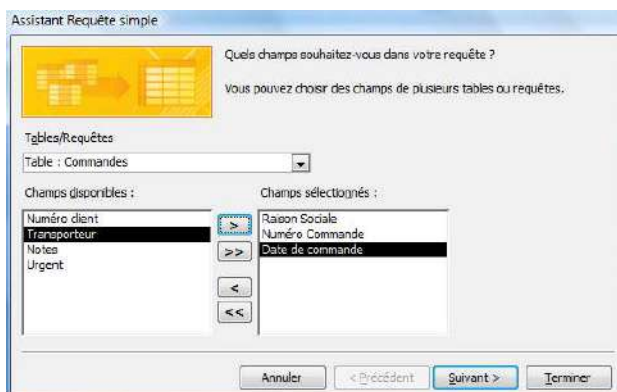 Assistant Requête simple
Quels champs souhaitez-vous dans votre requête ?
Vous pouvez choisir des champs de plusieurs tables ou requêtes.
Tables/Requêtes
Table : Commandes
Champs disponibles :
Champs sélectionnés :
Numéro client
Transporteur
Notes
Urgent
>
>>
<
<<
Raison Sociale
Numéro Commande
Date de commande
Annuler
< Précédent
Suivant >
Terminer